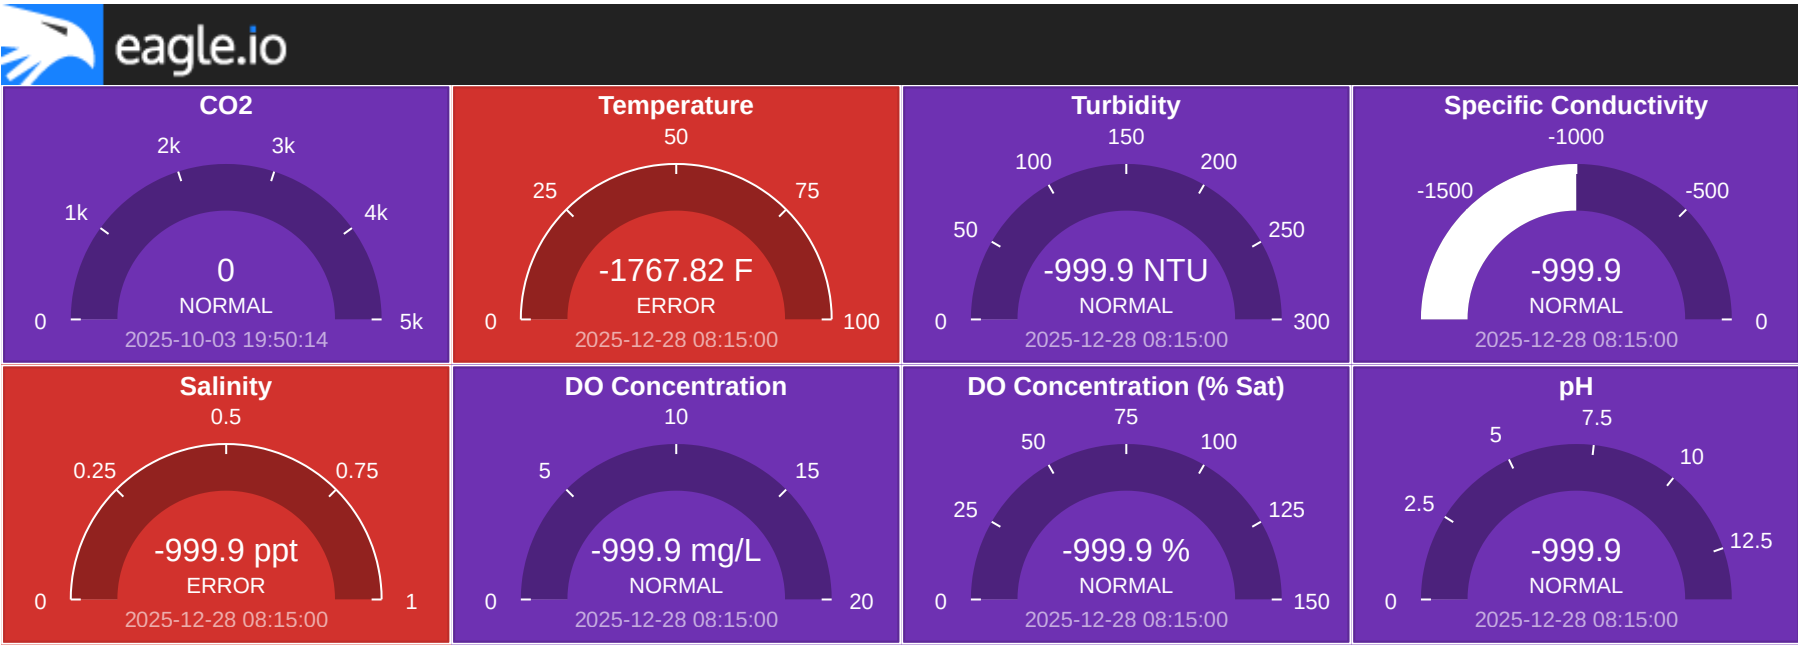 eagle.io
CO2
0
1k
2k
3k
4k
5k
0
NORMAL
2025-10-03 19:50:14
Temperature
0
25
50
75
100
-1767.82 F
ERROR
2025-12-28 08:15:00
Turbidity
0
50
100
150
200
250
300
-999.9 NTU
NORMAL
2025-12-28 08:15:00
Specific Conductivity
-1500
-1000
-500
0
-999.9
NORMAL
2025-12-28 08:15:00
Salinity
0
0.25
0.5
0.75
1
-999.9 ppt
ERROR
2025-12-28 08:15:00
DO Concentration
0
5
10
15
20
-999.9 mg/L
NORMAL
2025-12-28 08:15:00
DO Concentration (% Sat)
0
25
50
75
100
125
150
-999.9 %
NORMAL
2025-12-28 08:15:00
pH
0
2.5
5
7.5
10
12.5
-999.9
NORMAL
2025-12-28 08:15:00